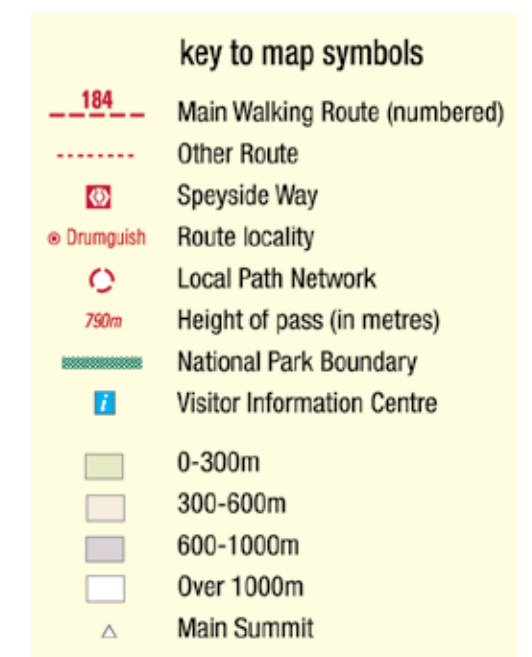 key to map symbols
184 Main Walking Route (numbered)
Other Route
Speyside Way
Drumguish Route locality
Local Path Network
790m Height of pass (in metres)
National Park Boundary
i Visitor Information Centre
0-300m
300-600m
600-1000m
Over 1000m
Main Summit